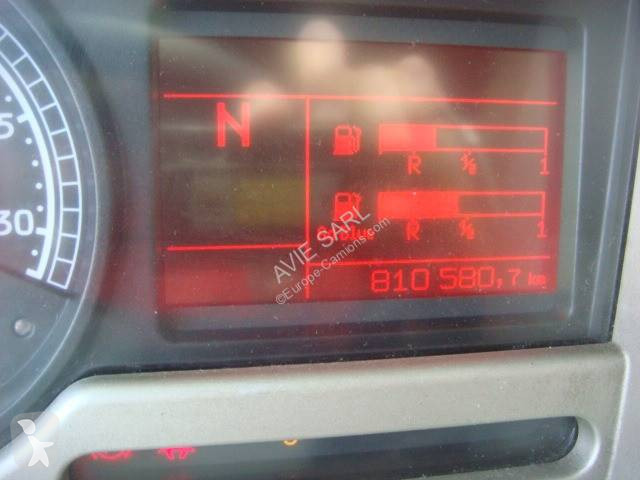 5
30
N
R ½ 1
AdBlue
R ½ 1
810 580,7 km
AVIE SARL
©Europe-Camions.com